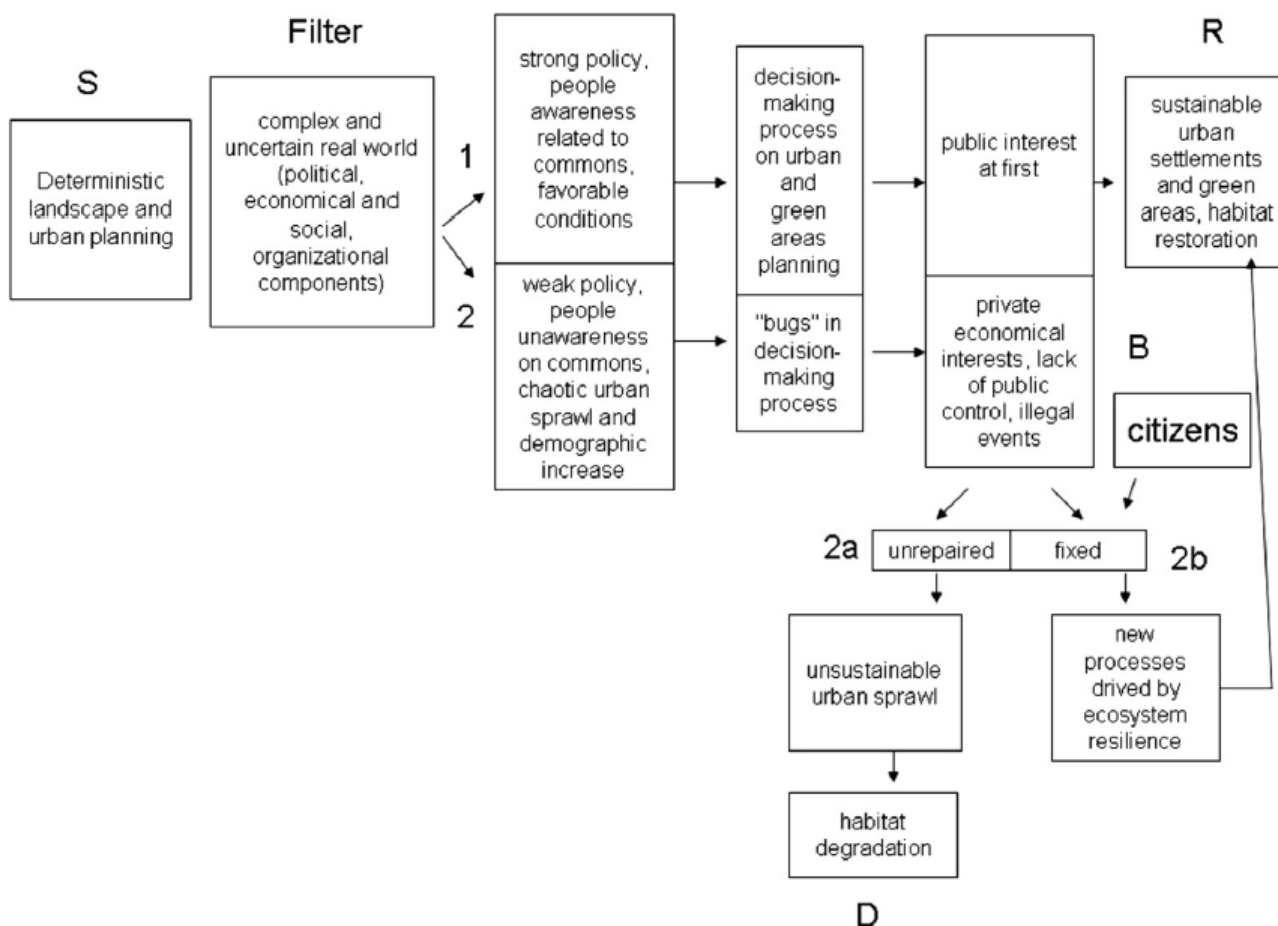 S
Deterministic
landscape and
urban planning
Filter
complex and
uncertain real world
(political,
economical and
social,
organizational
components)
1
2
strong policy,
people
awareness
related to
commons,
favorable
conditions
weak policy,
people
unawareness
on commons,
chaotic urban
sprawl and
demographic
increase
decision-
making
process
on urban
and
green
areas
planning
"bugs" in
decision-
making
process
public interest
at first
private
economical
interests, lack
of public
control, illegal
events
R
sustainable
urban
settlements
and green
areas, habitat
restoration
B
citizens
2a
unrepaired
fixed
2b
unsustainable
urban sprawl
new
processes
drived by
ecosystem
resilience
habitat
degradation
D